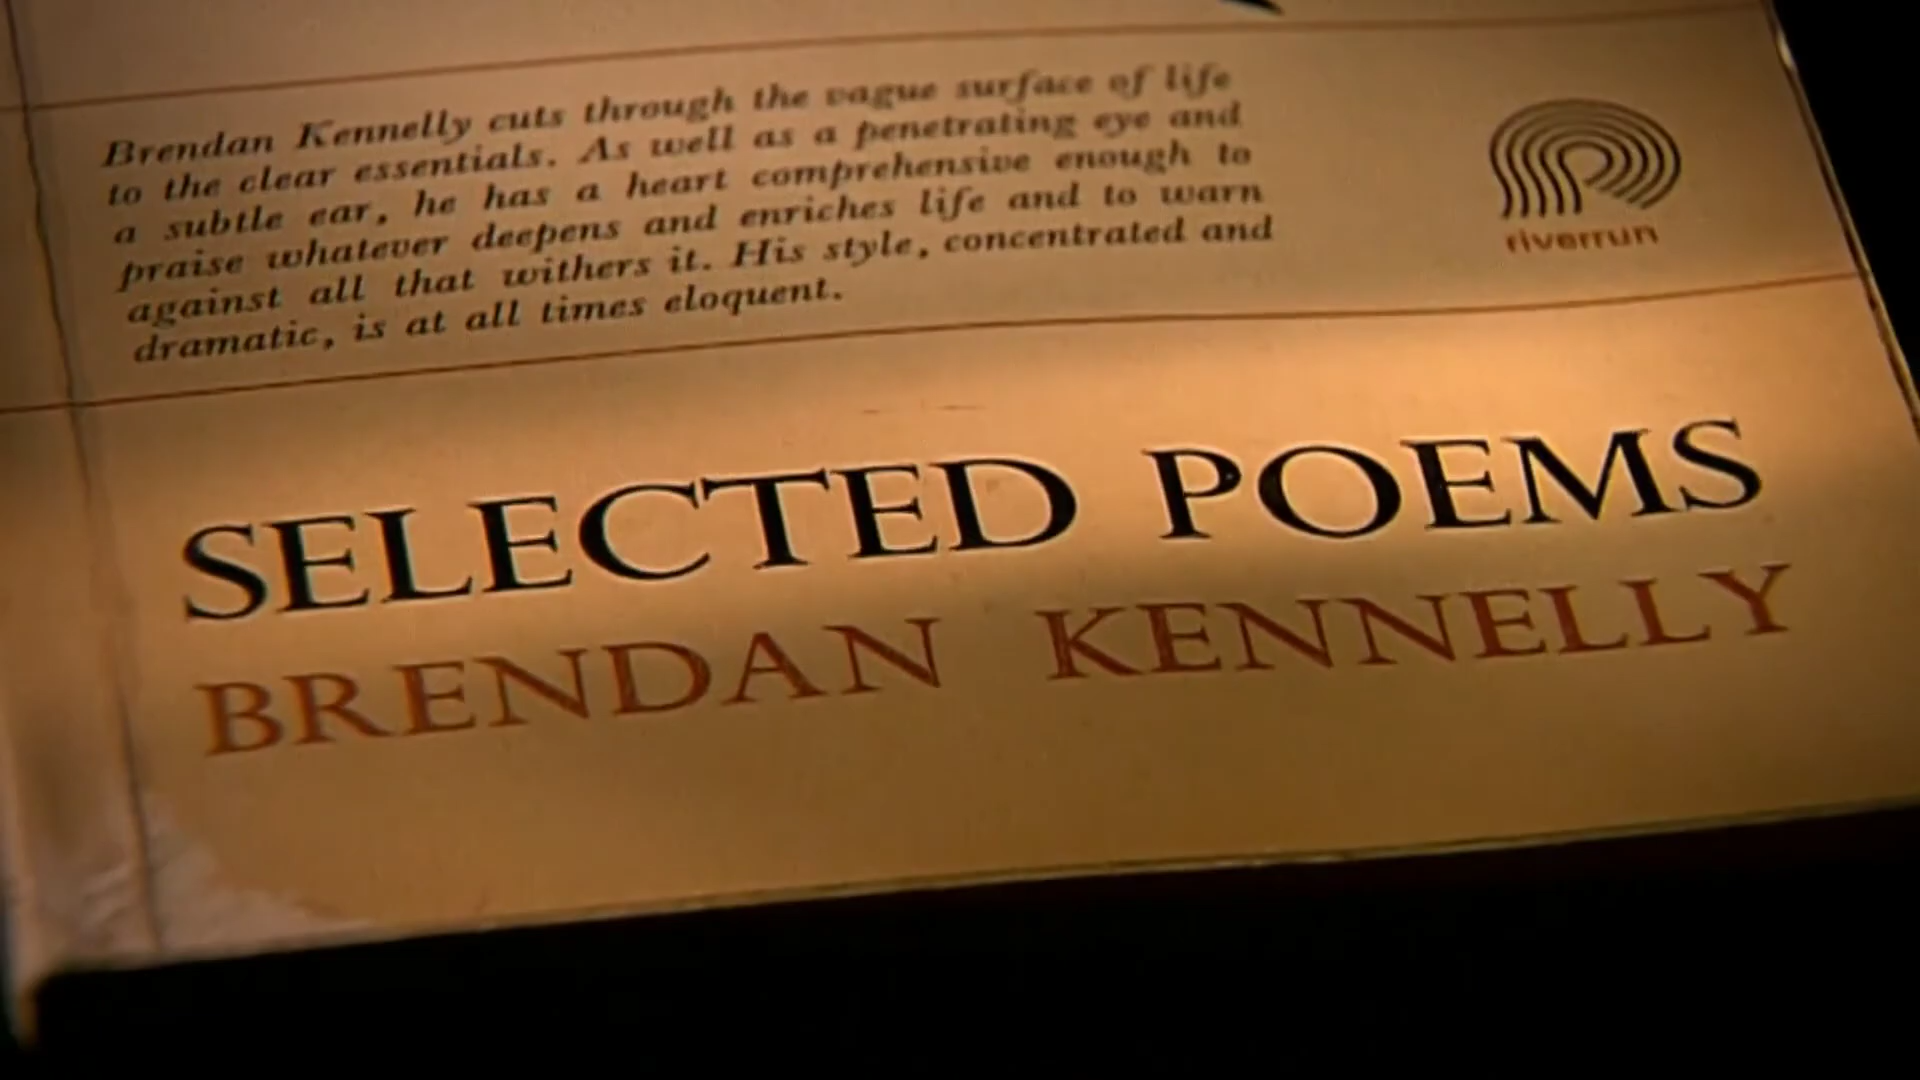 Brendan Kennelly cuts through the vague surface of life
to the clear essentials. As well as a penetrating eye and
a subtle ear, he has a heart comprehensive enough to
praise whatever deepens and enriches life and to warn
against all that withers it. His style, concentrated and
dramatic, is at all times eloquent.
riverrun
SELECTED POEMS
BRENDAN KENNELLY